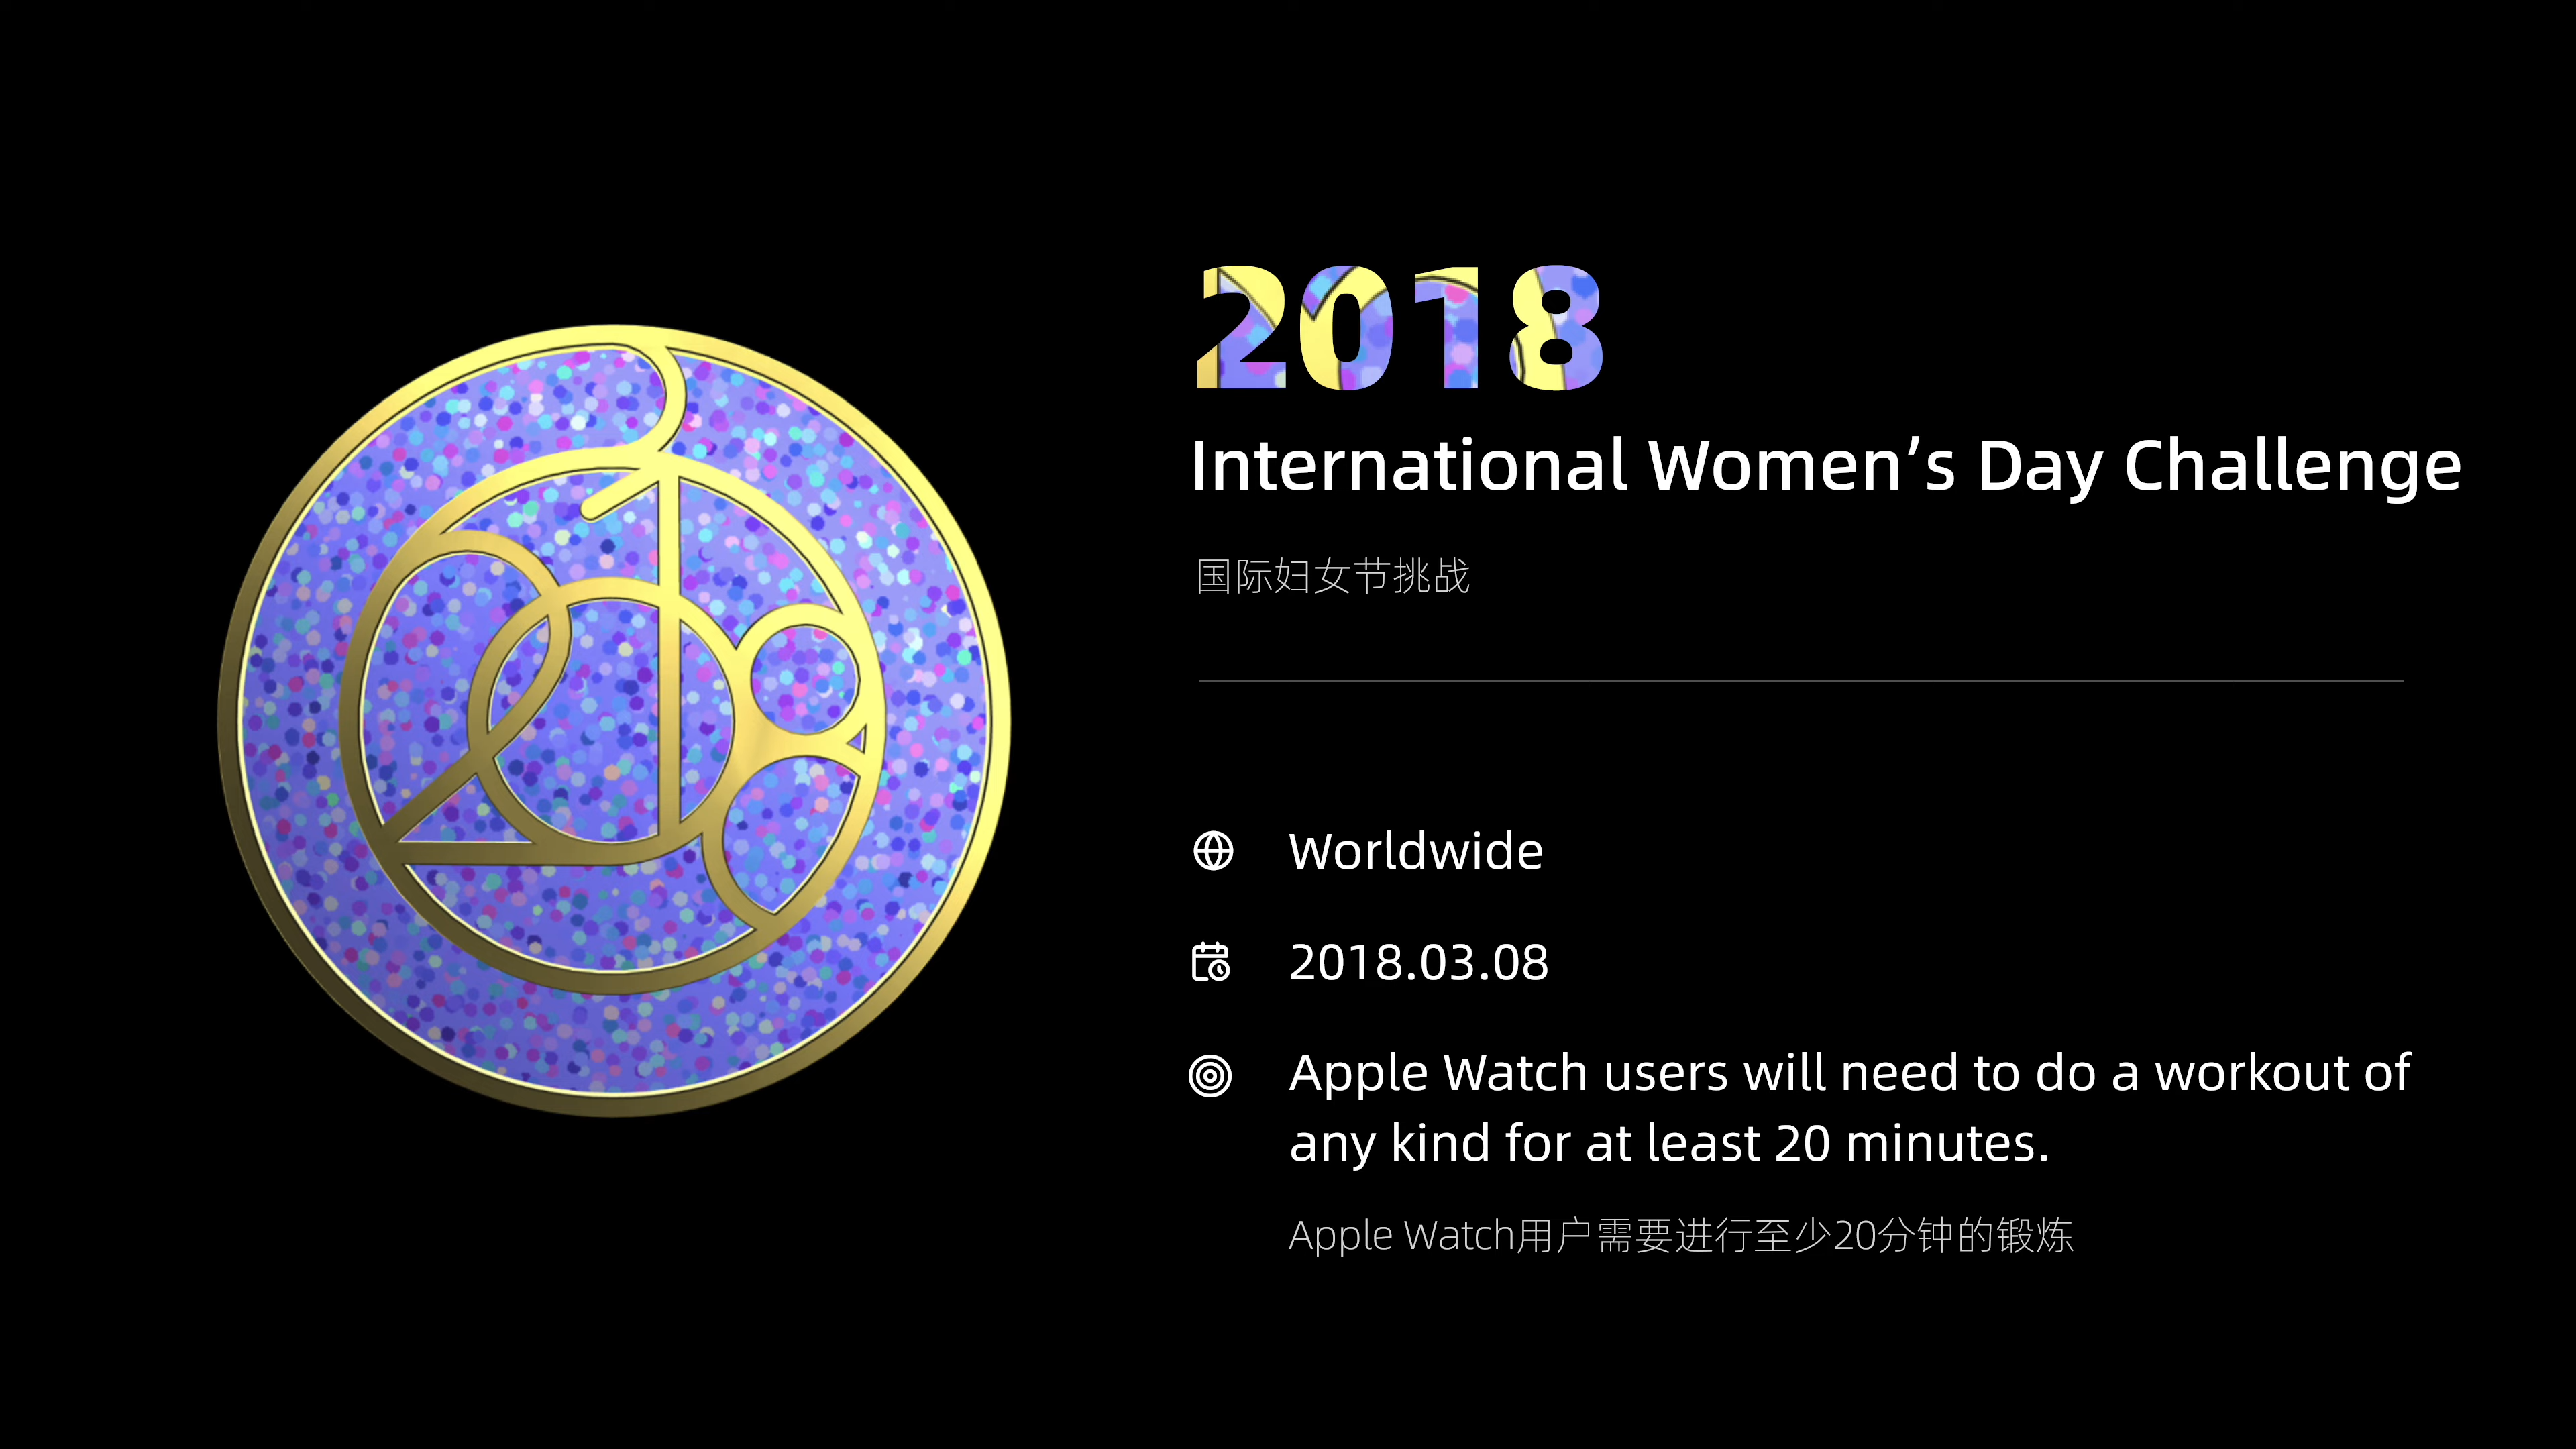 2018
International Women’s Day Challenge
国际妇女节挑战
Worldwide
2018.03.08
Apple Watch users will need to do a workout of
any kind for at least 20 minutes.
Apple Watch用户需要进行至少20分钟的锻炼